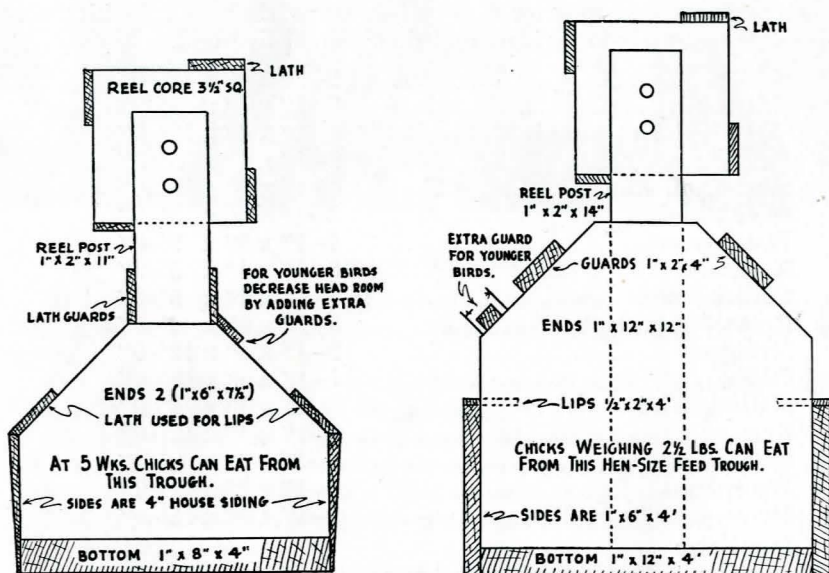 LATH
REEL CORE 3½" SQ.
REEL POST
1" X 2" X 11"
LATH GUARDS
FOR YOUNGER BIRDS
DECREASE HEAD ROOM
BY ADDING EXTRA
GUARDS.
ENDS 2 (1"X6"X7½")
LATH USED FOR LIPS
AT 5 WKS. CHICKS CAN EAT FROM
THIS TROUGH.
SIDES ARE 4" HOUSE SIDING
BOTTOM 1" X 8" X 4"
LATH
REEL POST
1" X 2" X 14"
EXTRA GUARD
FOR YOUNGER
BIRDS.
GUARDS 1" X 2" X 4" 5
ENDS 1" X 12" X 12"
LIPS ½" X 2" X 4'
CHICKS WEIGHING 2½ LBS. CAN EAT
FROM THIS HEN-SIZE FEED TROUGH.
SIDES ARE 1" X 6" X 4'
BOTTOM 1" X 12" X 4'